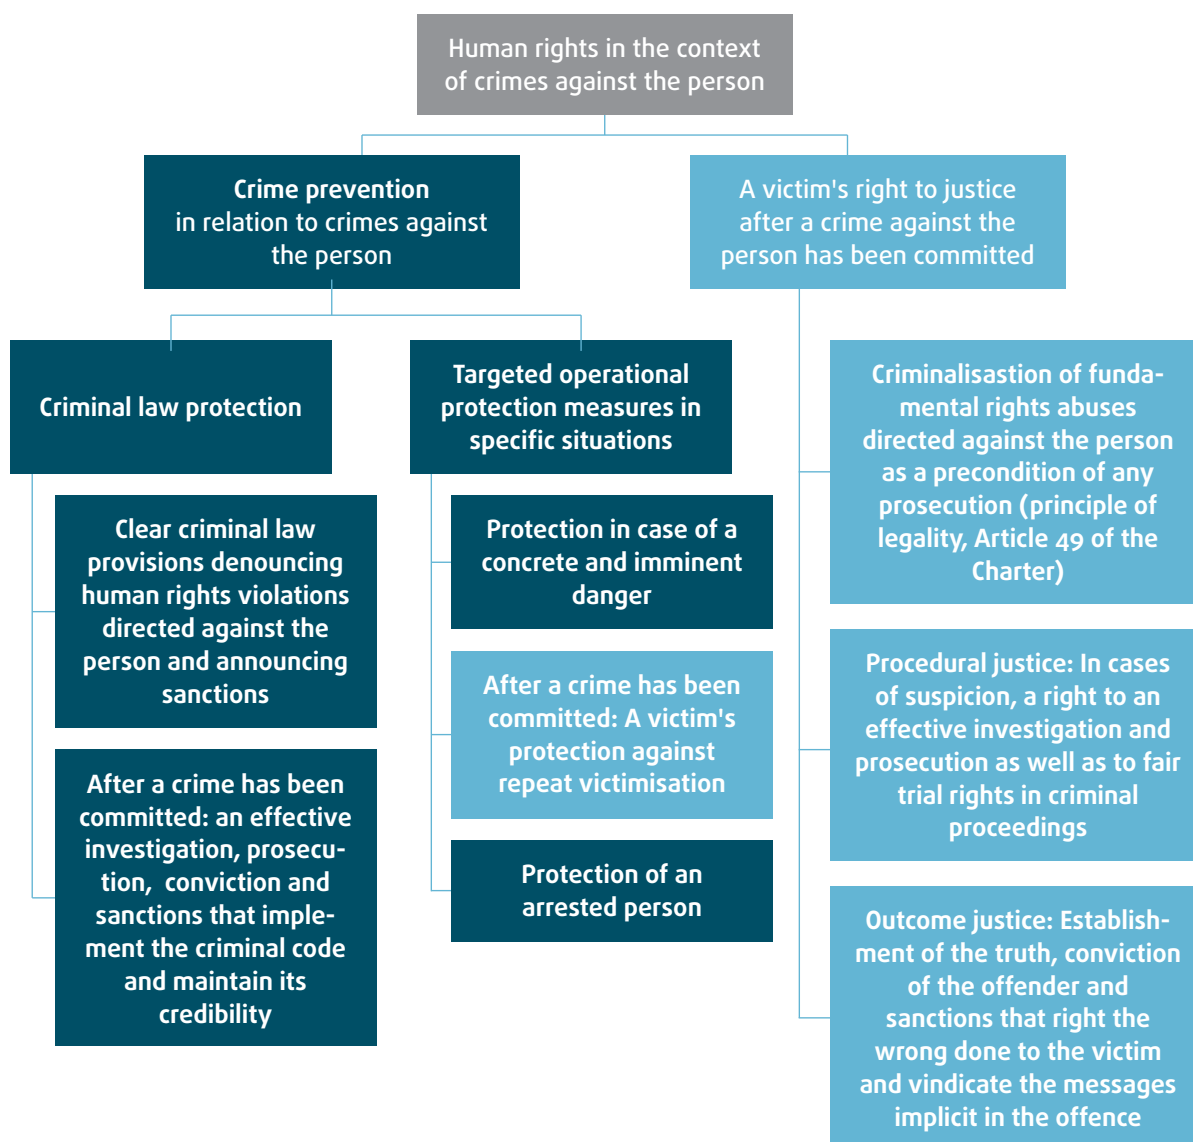 Human rights in the context
of crimes against the person
Crime prevention
in relation to crimes against
the person
A victim's right to justice
after a crime against the
person has been committed
Criminal law protection
Targeted operational
protection measures in
specific situations
Clear criminal law
provisions denouncing
human rights violations
directed against the
person and announcing
sanctions
After a crime has been
committed: an effective
investigation, prosecu-
tion, conviction and
sanctions that imple-
ment the criminal code
and maintain its
credibility
Protection in case of a
concrete and imminent
danger
After a crime has been
committed: A victim's
protection against
repeat victimisation
Protection of an
arrested person
Criminalisastion of funda-
mental rights abuses
directed against the person
as a precondition of any
prosecution (principle of
legality, Article 49 of the
Charter)
Procedural justice: In cases
of suspicion, a right to an
effective investigation and
prosecution as well as to fair
trial rights in criminal
proceedings
Outcome justice: Establish-
ment of the truth, conviction
of the offender and
sanctions that right the
wrong done to the victim
and vindicate the messages
implicit in the offence